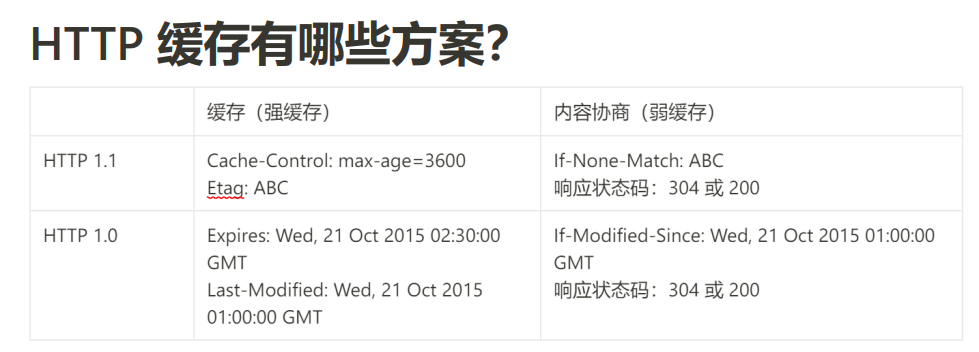 HTTP 缓存有哪些方案？
缓存（强缓存）
内容协商（弱缓存）
HTTP 1.1
Cache-Control: max-age=3600
Etag: ABC
If-None-Match: ABC
响应状态码：304 或 200
HTTP 1.0
Expires: Wed, 21 Oct 2015 02:30:00
GMT
Last-Modified: Wed, 21 Oct 2015
01:00:00 GMT
If-Modified-Since: Wed, 21 Oct 2015 01:00:00
GMT
响应状态码：304 或 200